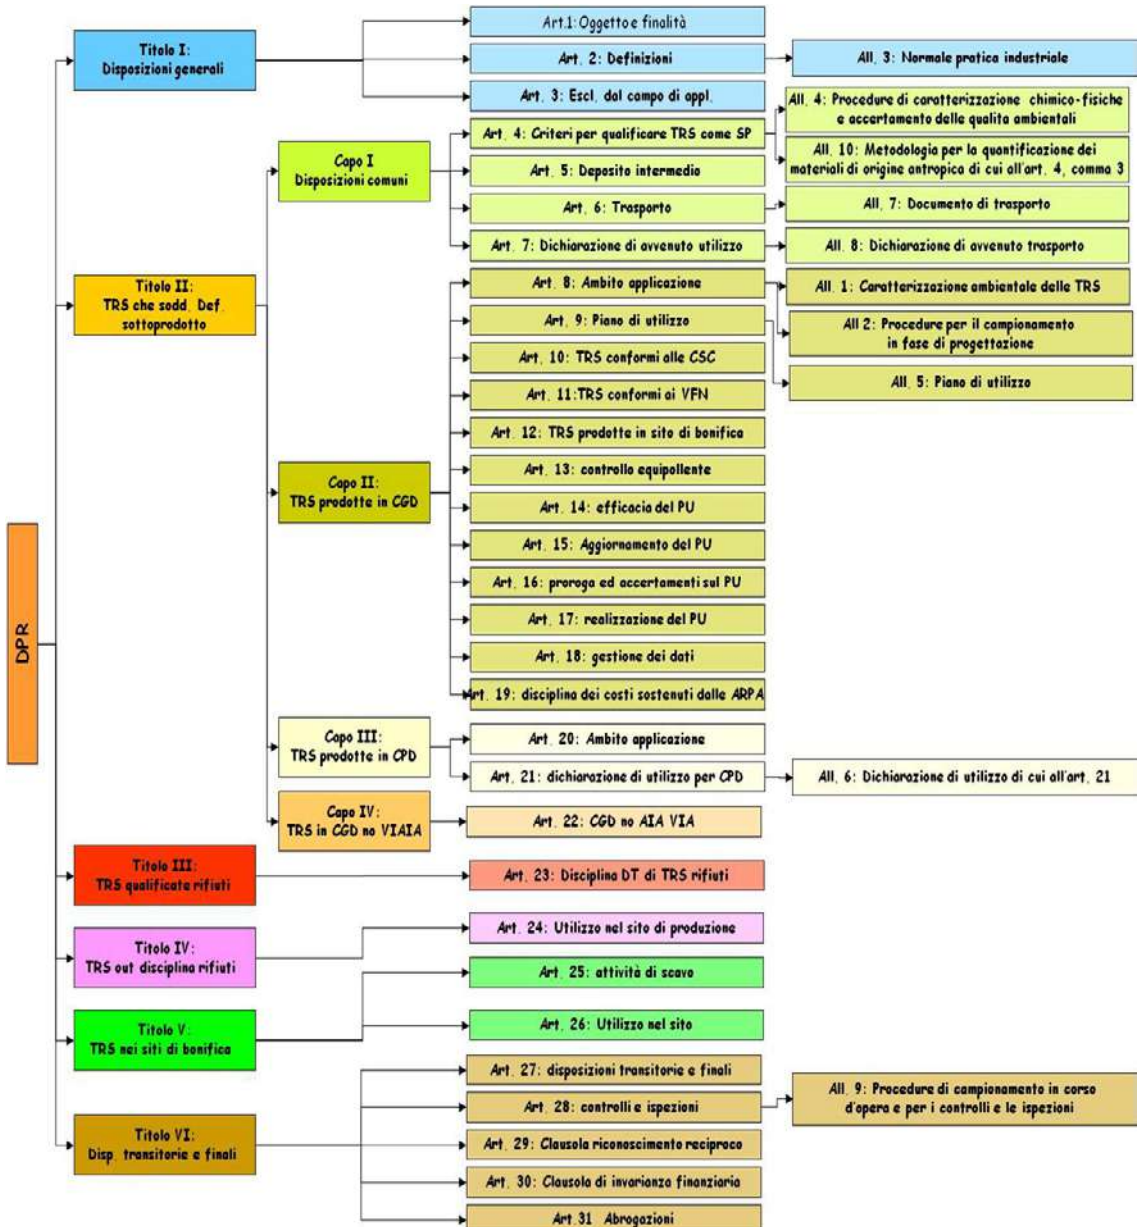 DPR
Titolo I:
Disposizioni generali
Art.1: Oggetto e finalità
Art. 2: Definizioni
All. 3: Normale pratica industriale
Art. 3: Escl. dal campo di appl.
Titolo II:
TRS che sodd. Def.
sottoprodotto
Capo I
Disposizioni comuni
Art. 4: Criteri per qualificare TRS come SP
All. 4: Procedure di caratterizzazione chimico-fisiche
e accertamento delle qualita ambientali
All. 10: Metodologia per la quantificazione dei
materiali di origine antropica di cui all'art. 4, comma 3
Art. 5: Deposito intermedio
Art. 6: Trasporto
All. 7: Documento di trasporto
Art. 7: Dichiarazione di avvenuto utilizzo
All. 8: Dichiarazione di avvenuto trasporto
Capo II:
TRS prodotte in CGD
Art. 8: Ambito applicazione
All. 1: Caratterizzazione ambientale delle TRS
All 2: Procedure per il campionamento
in fase di progettazione
Art. 9: Piano di utilizzo
All. 5: Piano di utilizzo
Art. 10: TRS conformi alle CSC
Art. 11:TRS conformi ai VFN
Art. 12: TRS prodotte in sito di bonifica
Art. 13: controllo equipollente
Art. 14: efficacia del PU
Art. 15: Aggiornamento del PU
Art. 16: proroga ed accertamenti sul PU
Art. 17: realizzazione del PU
Art. 18: gestione dei dati
Art. 19: disciplina dei costi sostenuti dalle ARPA
Capo III:
TRS prodotte in CPD
Art. 20: Ambito applicazione
Art. 21: dichiarazione di utilizzo per CPD
All. 6: Dichiarazione di utilizzo di cui all'art. 21
Capo IV:
TRS in CGD no VIAIA
Art. 22: CGD no AIA VIA
Titolo III:
TRS qualificate rifiuti
Art. 23: Disciplina DT di TRS rifiuti
Titolo IV:
TRS out disciplina rifiuti
Art. 24: Utilizzo nel sito di produzione
Titolo V:
TRS nei siti di bonifica
Art. 25: attività di scavo
Art. 26: Utilizzo nel sito
Titolo VI:
Disp. transitorie e finali
Art. 27: disposizioni transitorie e finali
Art. 28: controlli e ispezioni
All. 9: Procedure di campionamento in corso
d'opera e per i controlli e le ispezioni
Art. 29: Clausola riconoscimento reciproco
Art. 30: Clausola di invarianza finanziaria
Art.31 Abrogazioni